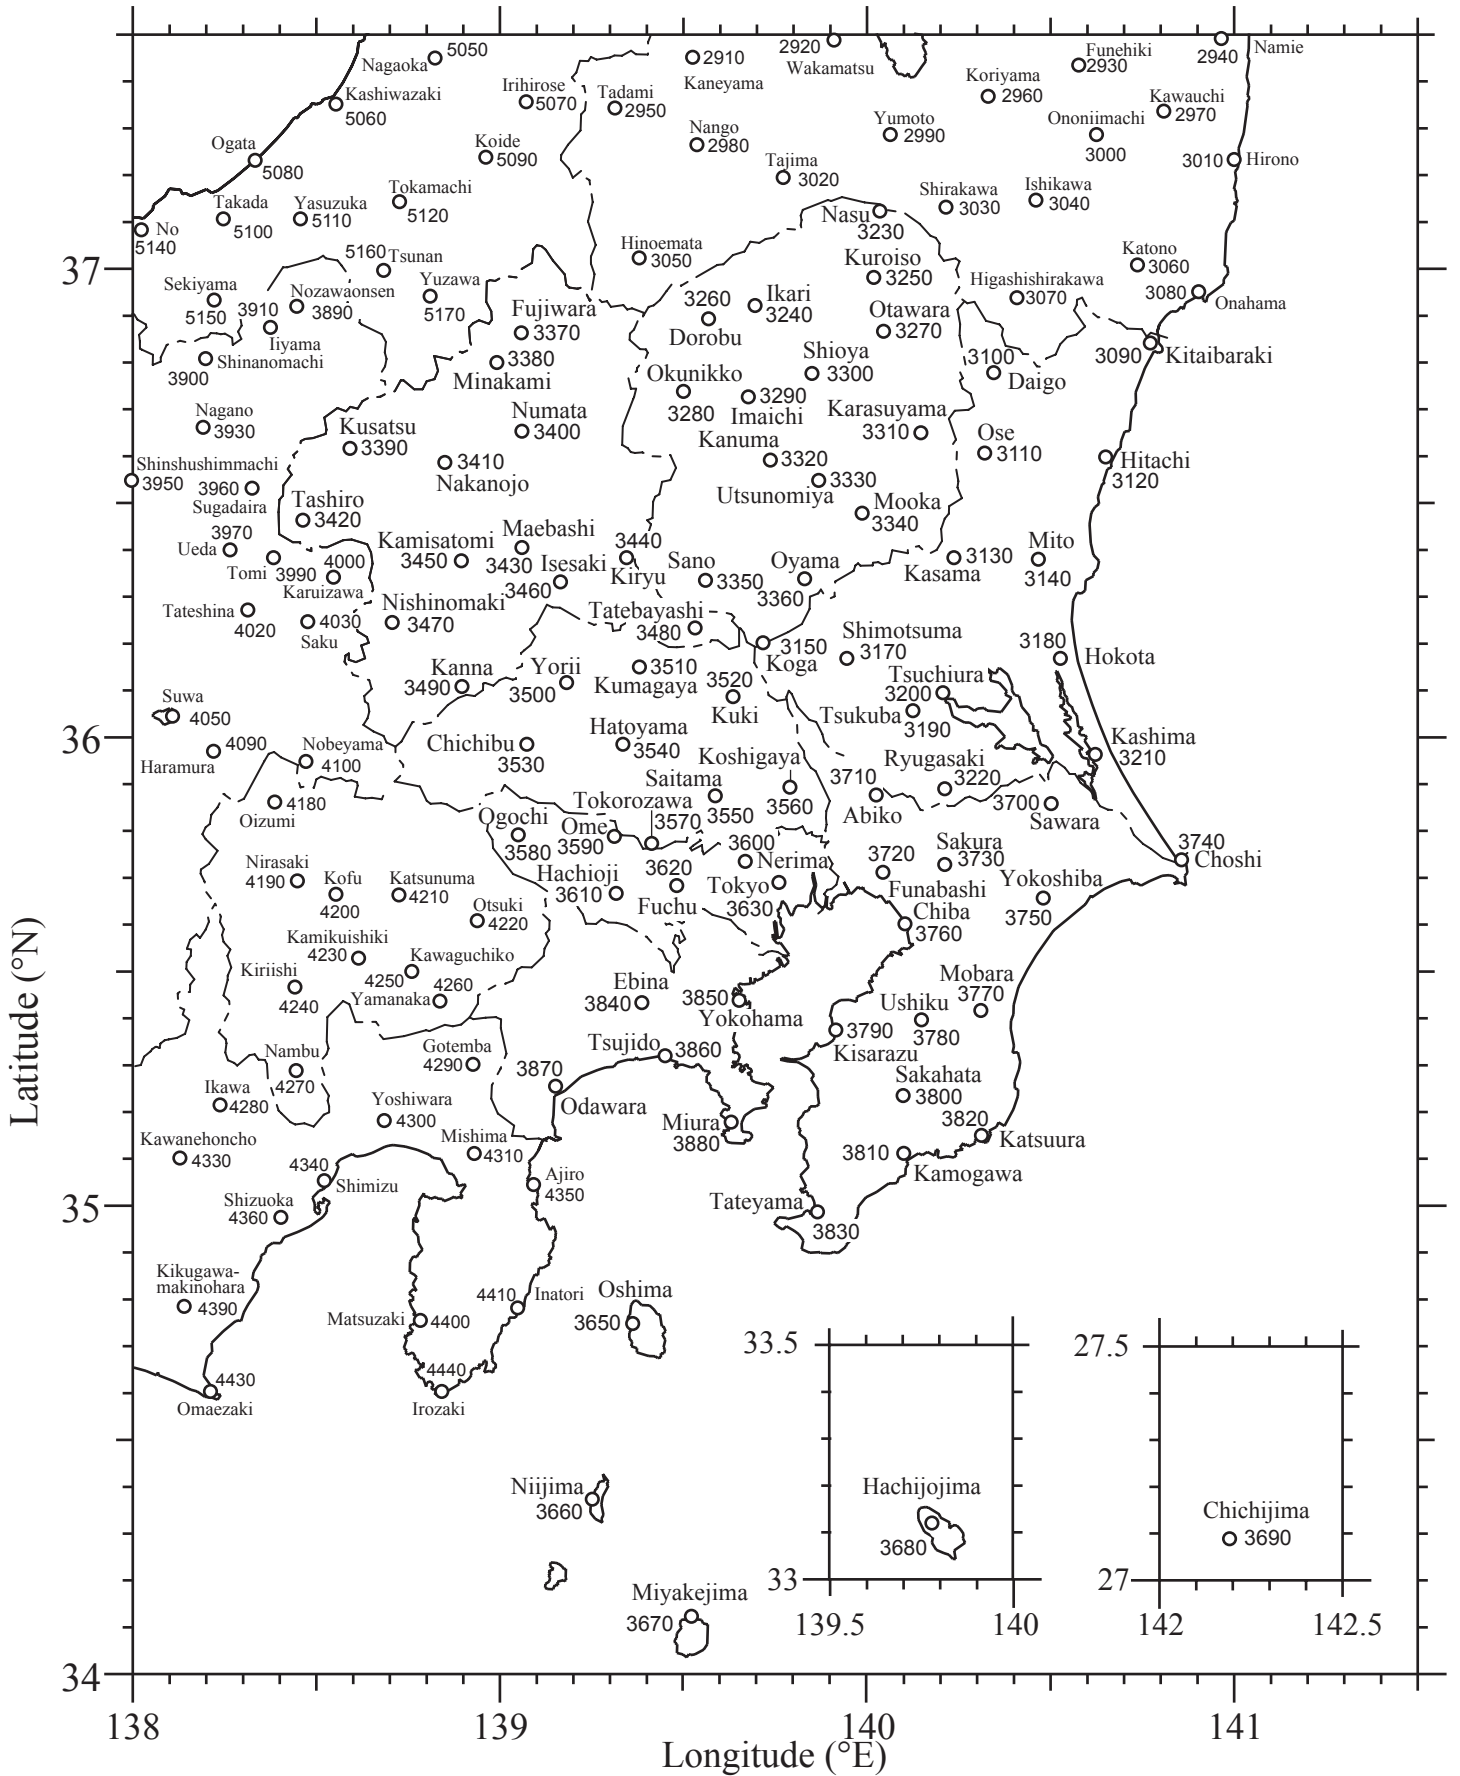 5050
Nagaoka
2910
Kaneyama
2920
Wakamatsu
Funehiki
2930
2940
Namie
Kashiwazaki
5060
Irihirose
5070
Tadami
2950
Koriyama
2960
Kawauchi
2970
Nango
2980
Yumoto
2990
Ononiimachi
3000
Ogata
5080
Koide
5090
Tajima
3020
3010 Hirono
Takada
5100
Yasuzuka
5110
Tokamachi
5120
Shirakawa
3030
Ishikawa
3040
No
5140
Nasu
3230
5160
Tsunan
Hinoemata
3050
Kuroiso
3250
Katono
3060
37
Sekiyama
5150
3910
Iiyama
Nozawaonsen
3890
Yuzawa
5170
Fujiwara
3370
3260
Dorobu
Ikari
3240
Otawara
3270
Higashishirakawa
3070
3080
Onahama
3900
Shinanomachi
3380
Minakami
Okunikko
3280
3290
Imaichi
Shioya
3300
3100
Daigo
3090
Kitaibaraki
Nagano
3930
Kusatsu
3390
Numata
3400
Kanuma
3320
Karasuyama
3310
Ose
3110
Hitachi
3120
Shinshushimmachi
3950
3960
Sugadaira
3410
Nakanojo
Utsunomiya
3330
Tashiro
3420
Mooka
3340
3970
Ueda
Tomi
3990
4000
Karuizawa
Kamisatomi
3450
Maebashi
3430
Isesaki
3460
3440
Kiryu
Sano
3350
Oyama
3360
Kasama
3130
Mito
3140
Tateshina
4020
4030
Saku
Nishinomaki
3470
Tatebayashi
3480
3150
Koga
Shimotsuma
3170
3180
Hokota
Kanna
3490
Yorii
3500
3510
Kumagaya
3520
Kuki
Tsuchiura
3200
Tsukuba
3190
Suwa
4050
36
4090
Haramura
Nobeyama
4100
Chichibu
3530
Hatoyama
3540
Koshigaya
3560
Ryugasaki
3220
Kashima
3210
Saitama
3550
3710
Abiko
3700
Sawara
4180
Oizumi
Ogochi
3580
Ome
3590
Tokorozawa
3570
3600
Nerima
3720
Funabashi
Sakura
3730
3740
Choshi
Nirasaki
4190
Kofu
4200
Katsunuma
4210
Hachioji
3610
3620
Fuchu
Tokyo
3630
Yokoshiba
3750
Otsuki
4220
Chiba
3760
Kamikuishiki
4230
Kawaguchiko
4250
Kiriishi
4240
4260
Yamanaka
Ebina
3840
3850
Yokohama
Mobara
3770
Ushiku
3780
3790
Kisarazu
Nambu
4270
Gotemba
4290
Tsujido
3860
3870
Odawara
Sakahata
3800
Ikawa
4280
Yoshiwara
4300
Miura
3880
3820
Katsuura
Kawanehoncho
4330
Mishima
4310
3810
Kamogawa
4340
Shimizu
Ajiro
4350
35
Shizuoka
4360
Tateyama
3830
Kikugawa-
makinohara
4390
4410
Inatori
Oshima
3650
Matsuzaki
4400
33.5
27.5
4430
Omaezaki
4440
Irozaki
Niijima
3660
Hachijojima
3680
Chichijima
3690
33
27
Miyakejima
3670
139.5
140
142
142.5
34
138
139
140
141
Longitude (°E)
Latitude (°N)